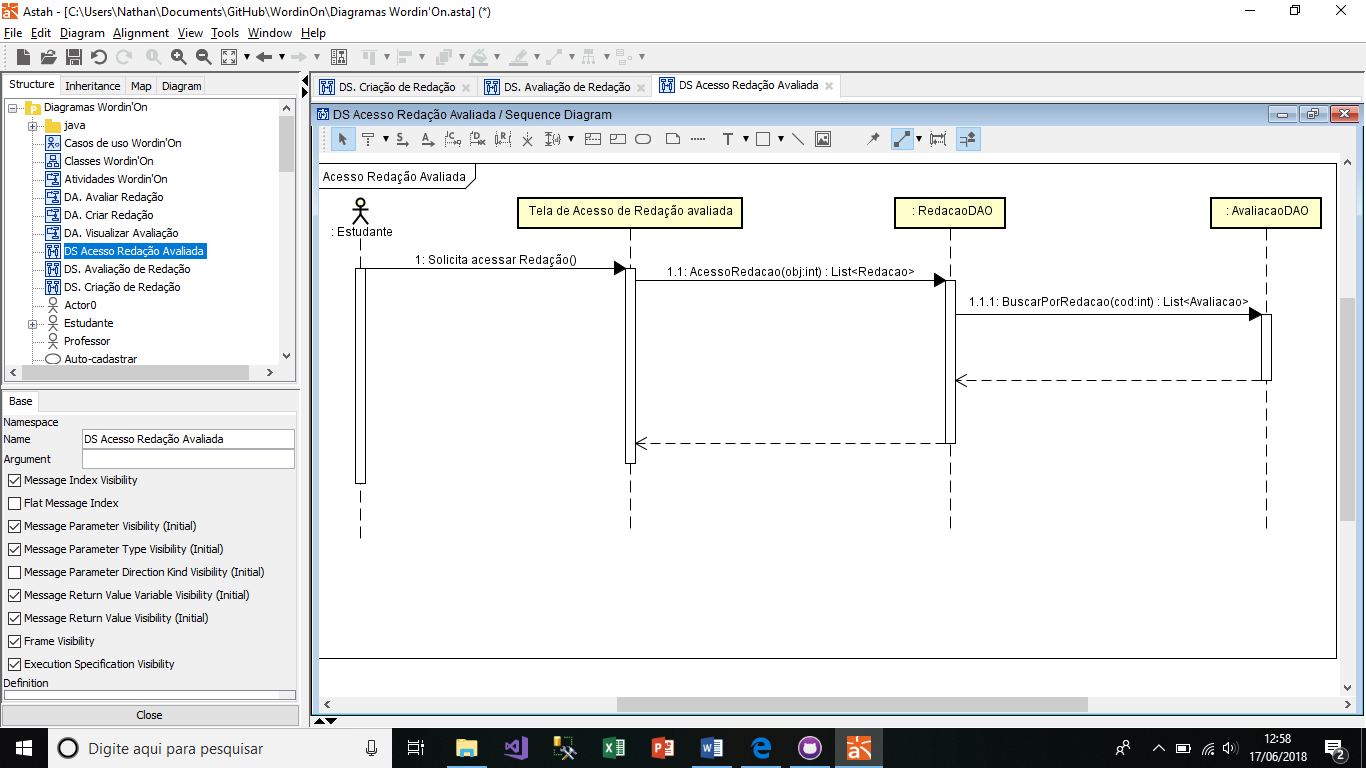 Astah - [C:\Users\Nathan\Documents\GitHub\WordinOn\Diagramas Wordin'On.asta] (*)
File Edit Diagram Alignment View Tools Window Help
Structure Inheritance Map Diagram
DS. Criação de Redação DS. Avaliação de Redação DS Acesso Redação Avaliada
Diagramas Wordin'On
java
Casos de uso Wordin'On
Classes Wordin'On
Atividades Wordin'On
DA. Avaliar Redação
DA. Criar Redação
DA. Visualizar Avaliação
DS Acesso Redação Avaliada
DS. Avaliação de Redação
DS. Criação de Redação
Actor0
Estudante
Professor
Auto-cadastrar
Base
Namespace
Name DS Acesso Redação Avaliada
Argument
Message Index Visibility
Flat Message Index
Message Parameter Visibility (Initial)
Message Parameter Type Visibility (Initial)
Message Parameter Direction Kind Visibility (Initial)
Message Return Value Variable Visibility (Initial)
Message Return Value Visibility (Initial)
Frame Visibility
Execution Specification Visibility
Definition
Close
DS Acesso Redação Avaliada / Sequence Diagram
Acesso Redação Avaliada
: Estudante
Tela de Acesso de Redação avaliada
: RedacaoDAO
: AvaliacaoDAO
1: Solicita acessar Redação()
1.1: AcessoRedacao(obj:int) : List<Redacao>
1.1.1: BuscarPorRedacao(cod:int) : List<Avaliacao>
Digite aqui para pesquisar
12:58
17/06/2018
2